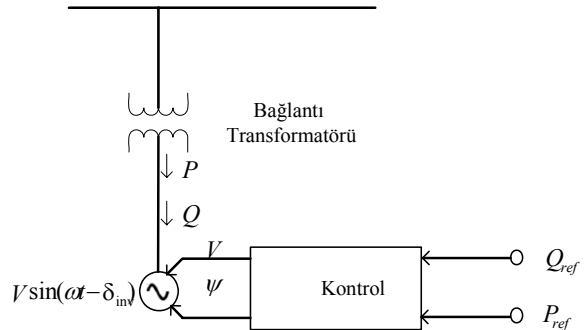 Bağlantı
Transformatörü
P
Q
V
Q_ref
V sin(ωt−δ_inv)
ψ
Kontrol
P_ref